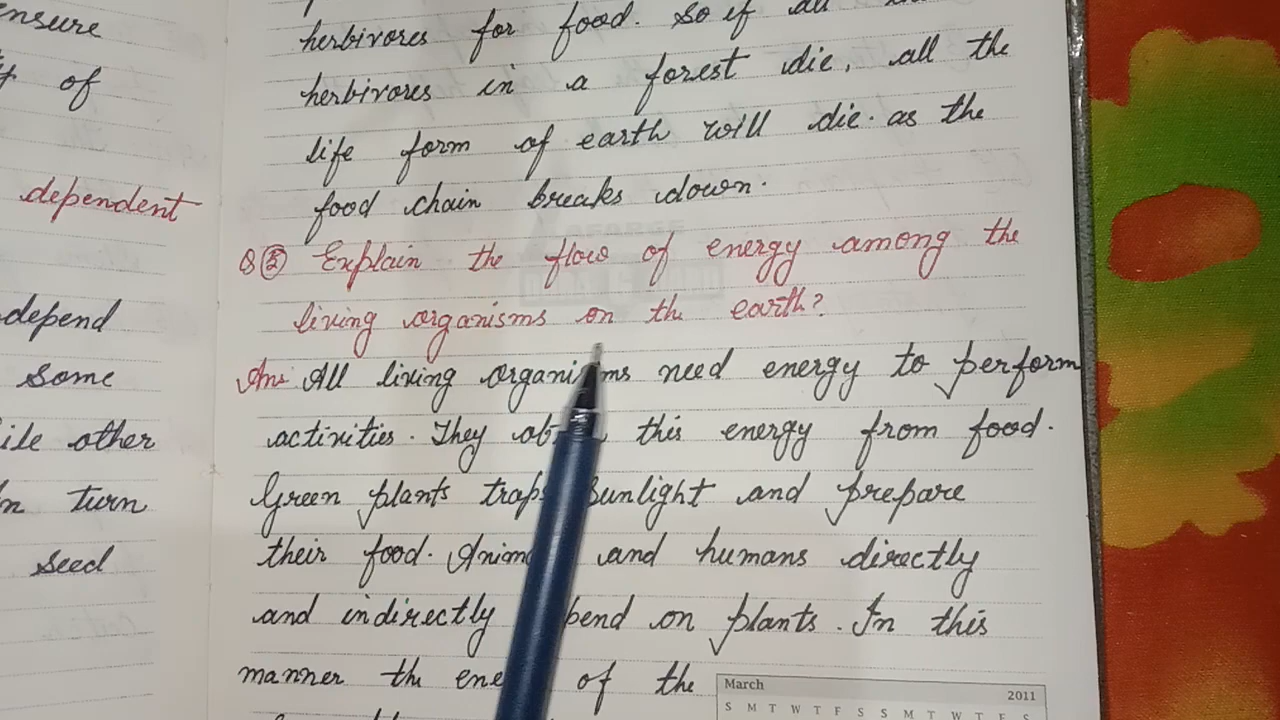 ensure
of
dependent
depend
some
other
turn
seed
herbivores for food. So if all
herbivores in a forest die, all the
life form of earth will die. as the
food chain breaks down.
Q 5 Explain the flow of energy among the
living organisms on the earth?
Ans All living organisms need energy to perform
activities. They this energy from food.
Green plants sunlight and prepare
their food. and humans directly
and indirectly on plants. In this
manner the of the
March 2011
S M T W T F S S M T W T F S